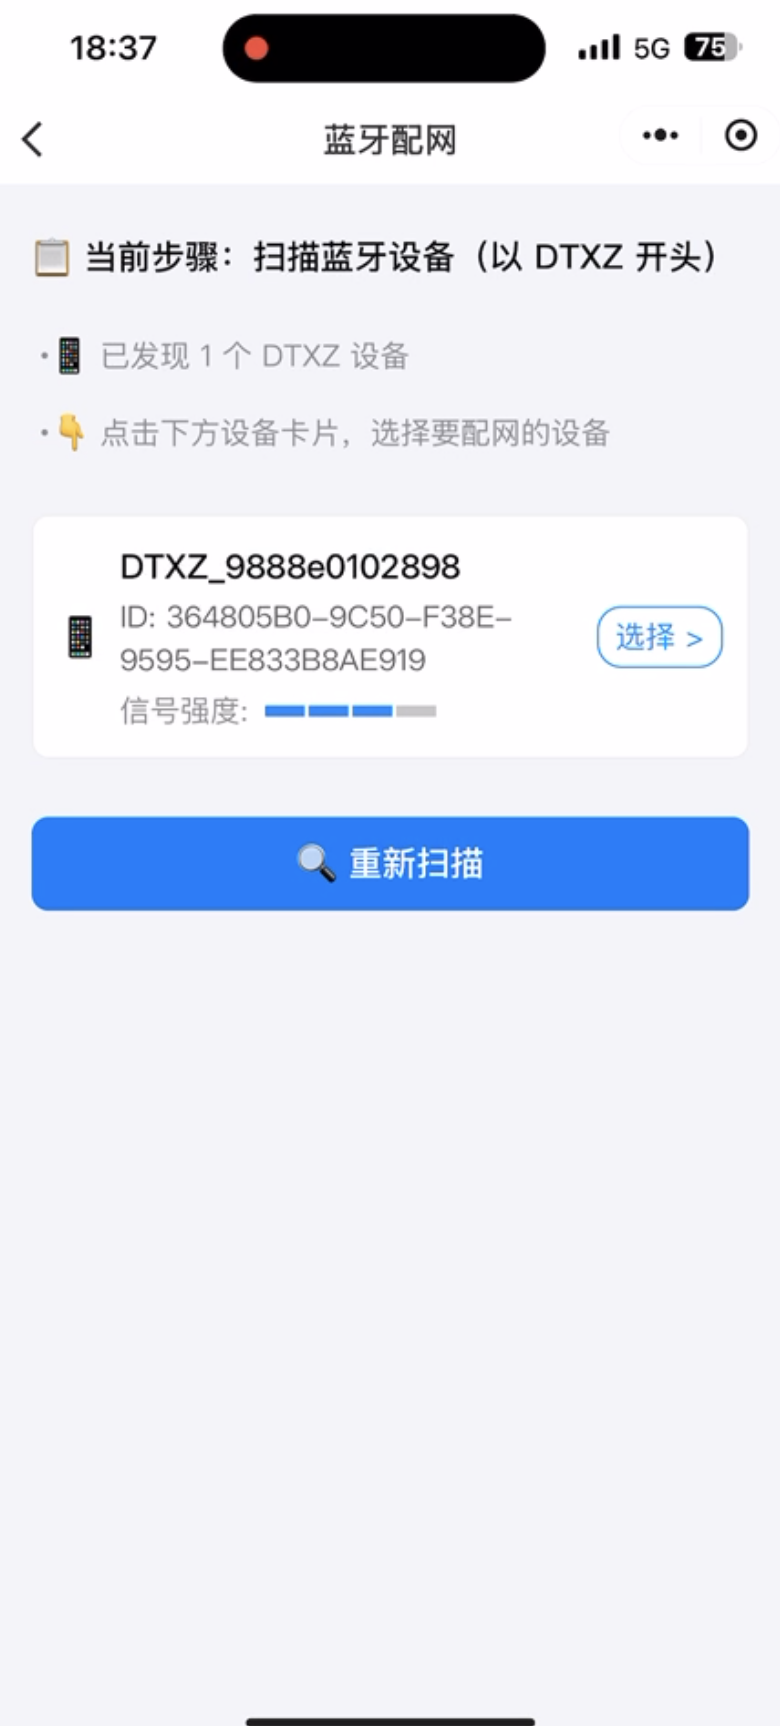 18:37
5G
75
蓝牙配网
当前步骤：扫描蓝牙设备（以 DTXZ 开头）
已发现 1 个 DTXZ 设备
点击下方设备卡片，选择要配网的设备
DTXZ_9888e0102898
ID: 364805B0-9C50-F38E-
9595-EE833B8AE919
选择 >
信号强度:
重新扫描